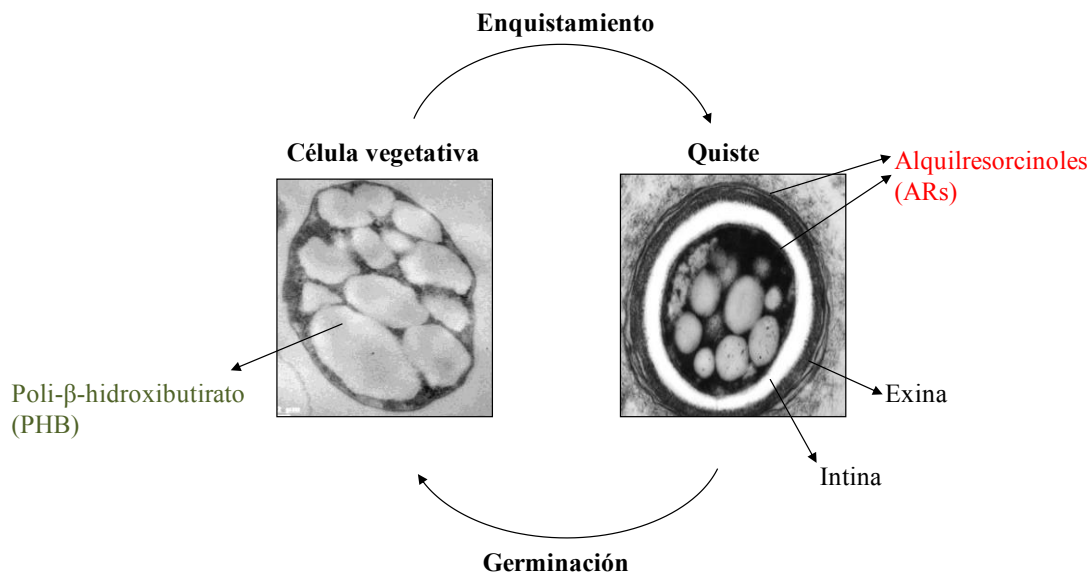 Enquistamiento
Célula vegetativa
Quiste
Alquilresorcinoles
(ARs)
Poli-β-hidroxibutirato
(PHB)
Exina
Intina
Germinación